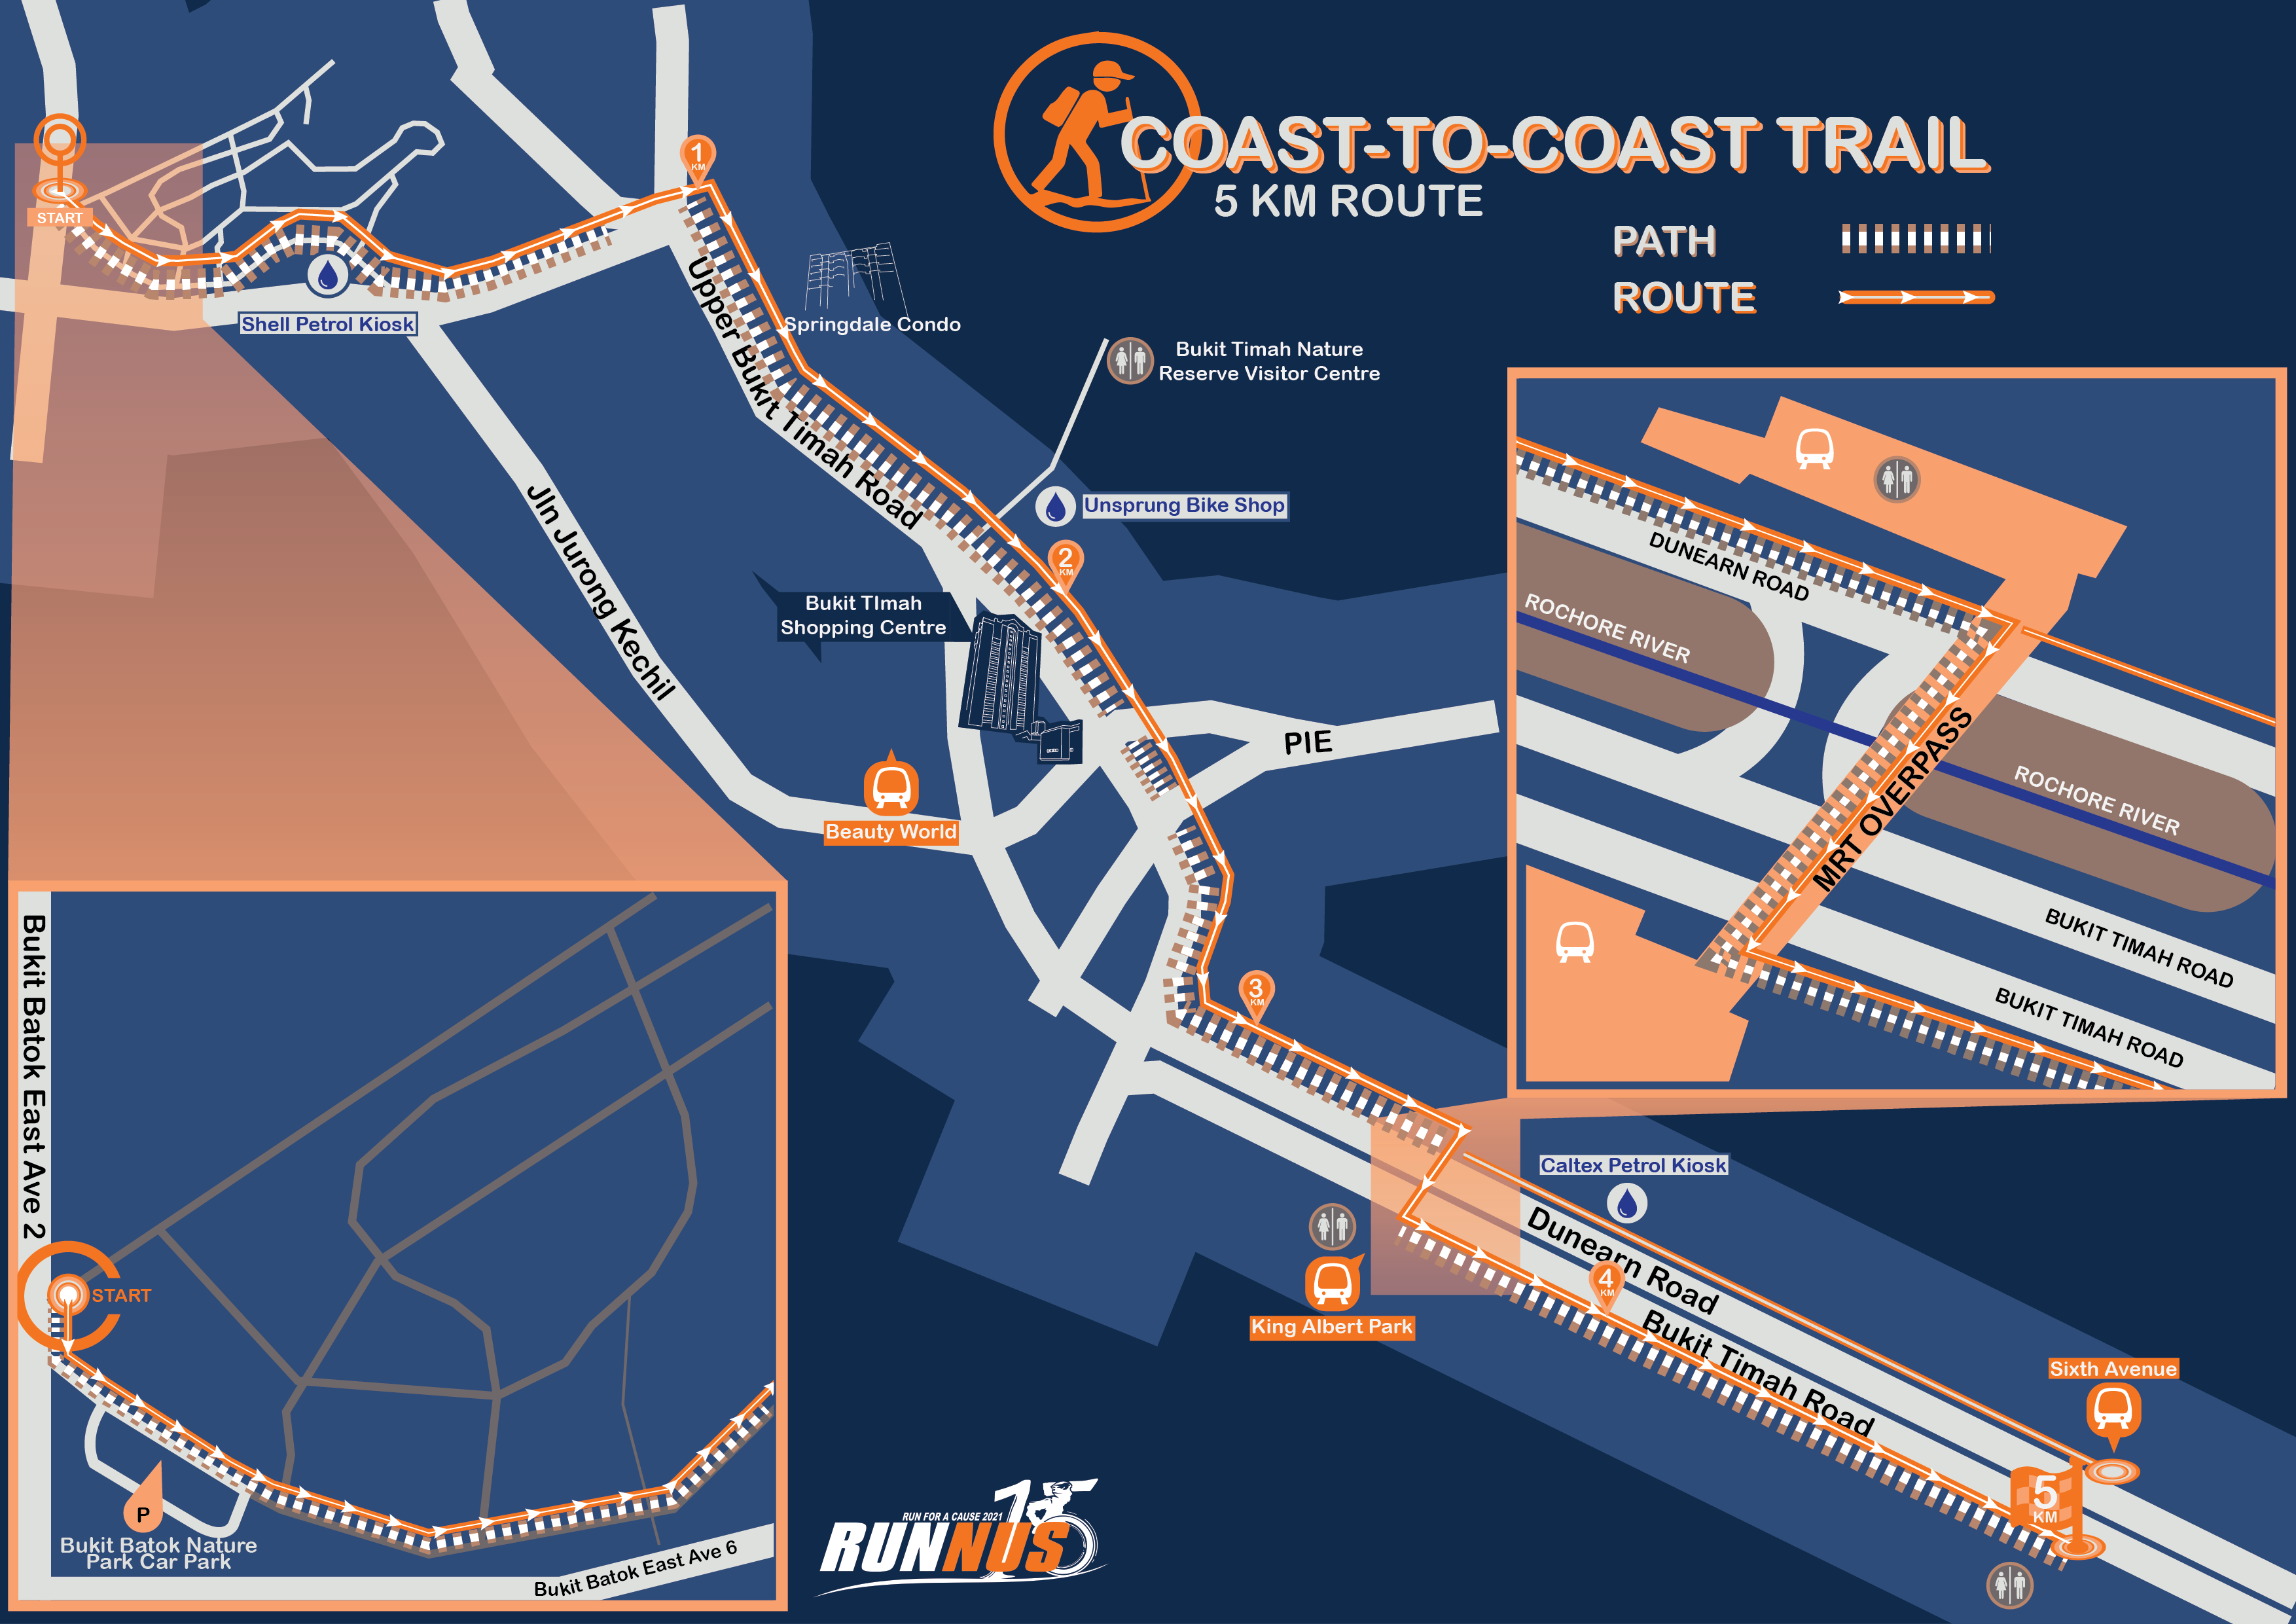 COAST-TO-COAST TRAIL
5 KM ROUTE
PATH
ROUTE
START
1
KM
Shell Petrol Kiosk
Upper Bukit Timah Road
Springdale Condo
Bukit Timah Nature
Reserve Visitor Centre
Jln Jurong Kechil
Unsprung Bike Shop
2
KM
Bukit TImah
Shopping Centre
PIE
Beauty World
3
KM
DUNEARN ROAD
ROCHORE RIVER
MRT OVERPASS
ROCHORE RIVER
BUKIT TIMAH ROAD
BUKIT TIMAH ROAD
Bukit Batok East Ave 2
START
P
Bukit Batok Nature
Park Car Park
Bukit Batok East Ave 6
Caltex Petrol Kiosk
Dunearn Road
King Albert Park
4
KM
Bukit Timah Road
Sixth Avenue
5
KM
RUN FOR A CAUSE 2021
RUNNUS
15